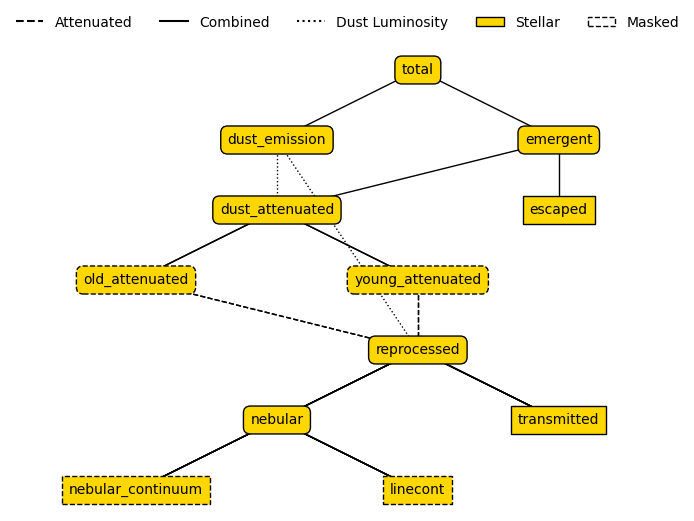 Attenuated Combined Dust Luminosity Stellar Masked
total
dust_emission emergent
dust_attenuated escaped
old_attenuated young_attenuated
reprocessed
nebular transmitted
nebular_continuum linecont